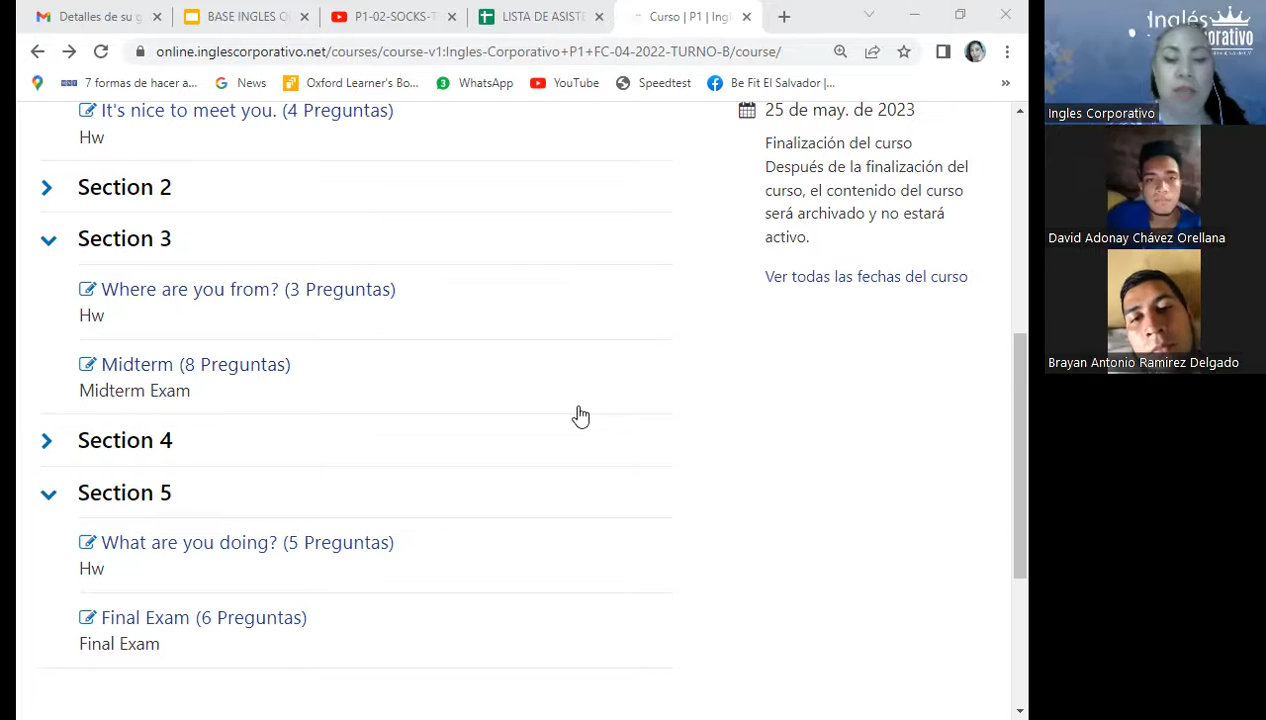 Detalles de su g
BASE INGLES O
P1-02-SOCKS-T
LISTA DE ASIST
Curso | P1 | Ingl
online.inglescorporativo.net/courses/course-v1:Ingles-Corporativo+P1+FC-04-2022-TURNO-B/course/
7 formas de hacer a...
News
Oxford Learner's Bo...
3
WhatsApp
YouTube
Speedtest
Be Fit El Salvador |...
»
It's nice to meet you. (4 Preguntas)
Hw
Section 2
Section 3
Where are you from? (3 Preguntas)
Hw
Midterm (8 Preguntas)
Midterm Exam
Section 4
Section 5
What are you doing? (5 Preguntas)
Hw
Final Exam (6 Preguntas)
Final Exam
25 de may. de 2023
Finalización del curso
Después de la finalización del
curso, el contenido del curso
será archivado y no estará
activo.
Ver todas las fechas del curso
Inglés
Ingles Corporativo
David Adonay Chávez Orellana
Brayan Antonio Ramirez Delgado